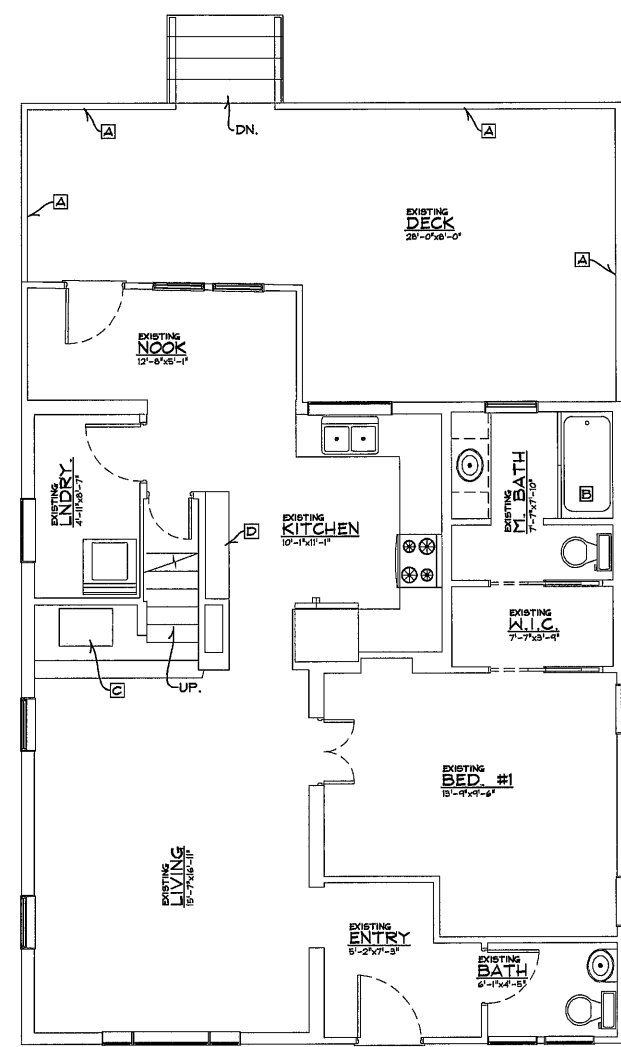 A
DN.
A
A
EXISTING
DECK
28'-0"x8'-0"
A
EXISTING
NOOK
12'-8"x5'-1"
EXISTING
LNDRY.
4'-11"x8'-7"
D
EXISTING
KITCHEN
10'-1"x11'-1"
EXISTING
M. BATH
7'-7"x7'-10"
B
EXISTING
W.I.C.
7'-7"x3'-9"
C
UP.
EXISTING
BED. #1
13'-9"x9'-6"
EXISTING
LIVING
15'-7"x16'-11"
EXISTING
ENTRY
5'-2"x7'-3"
EXISTING
BATH
6'-1"x4'-5"